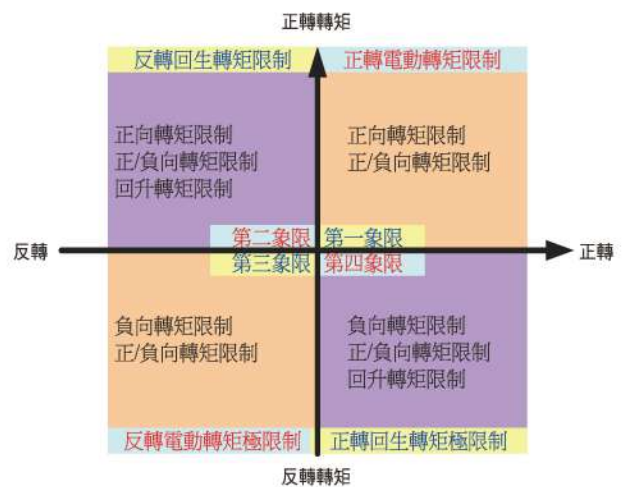 正轉轉矩
反轉回生轉矩限制
正轉電動轉矩限制
正向轉矩限制
正/負向轉矩限制
回升轉矩限制
正向轉矩限制
正/負向轉矩限制
第二象限
第一象限
反轉
正轉
第三象限
第四象限
負向轉矩限制
正/負向轉矩限制
負向轉矩限制
正/負向轉矩限制
回升轉矩限制
反轉電動轉矩極限制
正轉回生轉矩極限制
反轉轉矩